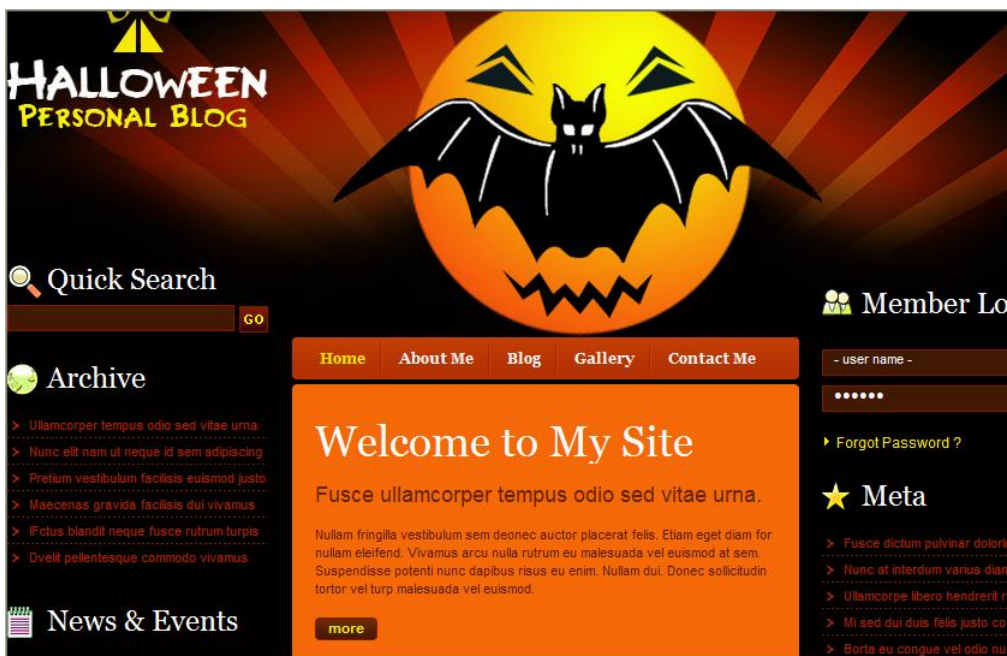 HALLOWEEN
PERSONAL BLOG
Quick Search
GO
Archive
Ullamcorper tempus odio sed vitae urna.
Nunc elit nam ut neque id sem adipiscing
Pretium vestibulum facilisis euismod justo
Maecenas gravida facilisis dui vivamus
IFctus blandit neque fusce rutrum turpis
Dvelit pellentesque commodo vivamus
News & Events
Home About Me Blog Gallery Contact Me
Welcome to My Site
Fusce ullamcorper tempus odio sed vitae urna.
Nullam fringilla vestibulum sem deonec auctor placerat felis. Etiam eget diam for
nullam eleifend. Vivamus arcu nulla rutrum eu malesuada vel euismod at sem.
Suspendisse potenti nunc dapibus risus eu enim. Nullam dui. Donec sollicitudin
tortor vel turp malesuada vel euismod.
more
Member Lo
- user name -
Forgot Password ?
Meta
Fusce dictum pulvinar dolori
Nunc at interdum varius diam
Ullamcorpe libero hendrerit r
Mi sed dui duis felis justo co
Borta eu congue vel odio nu